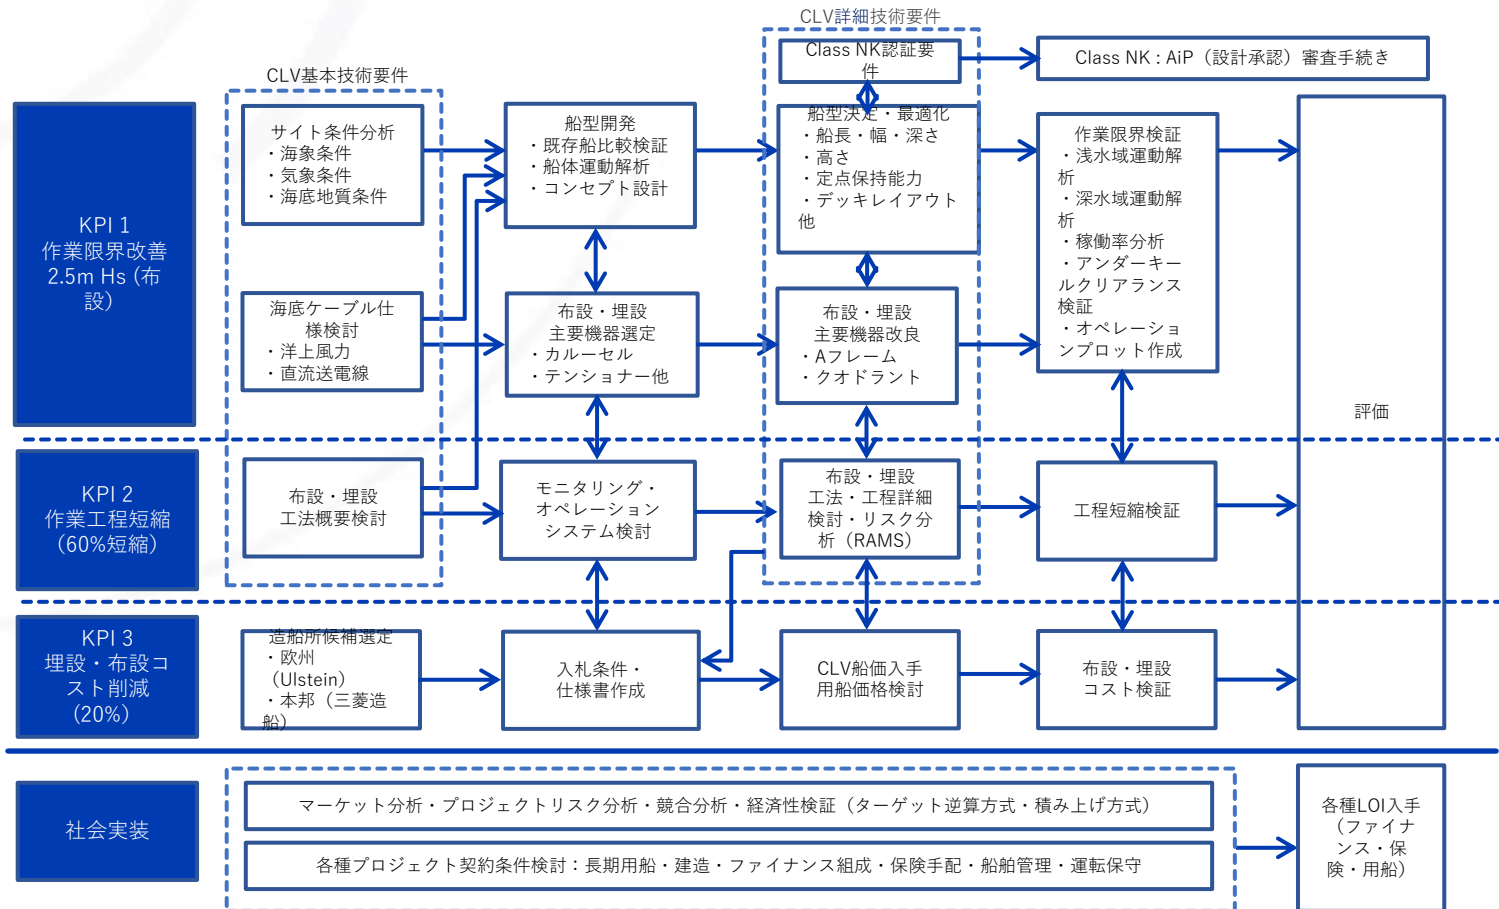 CLV詳細技術要件
Class NK認証要
件
Class NK : AiP（設計承認）審査手続き
CLV基本技術要件
KPI 1
作業限界改善
2.5m Hs (布
設）
サイト条件分析
・海象条件
・気象条件
・海底地質条件
船型開発
・既存船比較検証
・船体運動解析
・コンセプト設計
船型決定・最適化
・船長・幅・深さ
・高さ
・定点保持能力
・デッキレイアウト
他
作業限界検証
・浅水域運動解
析
・深水域運動解
析
・稼働率分析
・アンダーキー
ルクリアランス
検証
・オペレーショ
ンプロット作成
海底ケーブル仕
様検討
・洋上風力
・直流送電線
布設・埋設
主要機器選定
・カルーセル
・テンショナー他
布設・埋設
主要機器改良
・Aフレーム
・クオドラント
評価
KPI 2
作業工程短縮
（60%短縮）
布設・埋設
工法概要検討
モニタリング・
オペレーション
システム検討
布設・埋設
工法・工程詳細
検討・リスク分
析（RAMS）
工程短縮検証
KPI 3
埋設・布設コ
スト削減
（20%）
造船所候補選定
・欧州
（Ulstein）
・本邦（三菱造
船）
入札条件・
仕様書作成
CLV船価入手
用船価格検討
布設・埋設
コスト検証
社会実装
マーケット分析・プロジェクトリスク分析・競合分析・経済性検証（ターゲット逆算方式・積み上げ方式）
各種プロジェクト契約条件検討：長期用船・建造・ファイナンス組成・保険手配・船舶管理・運転保守
各種LOI入手
（ファイナ
ンス・保
険・用船）